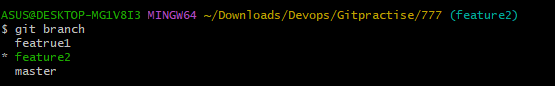 ASUS@DESKTOP-MG1V8I3 MINGW64 ~/Downloads/Devops/Gitpractise/777 (feature2)
$ git branch
  featrue1
* feature2
  master